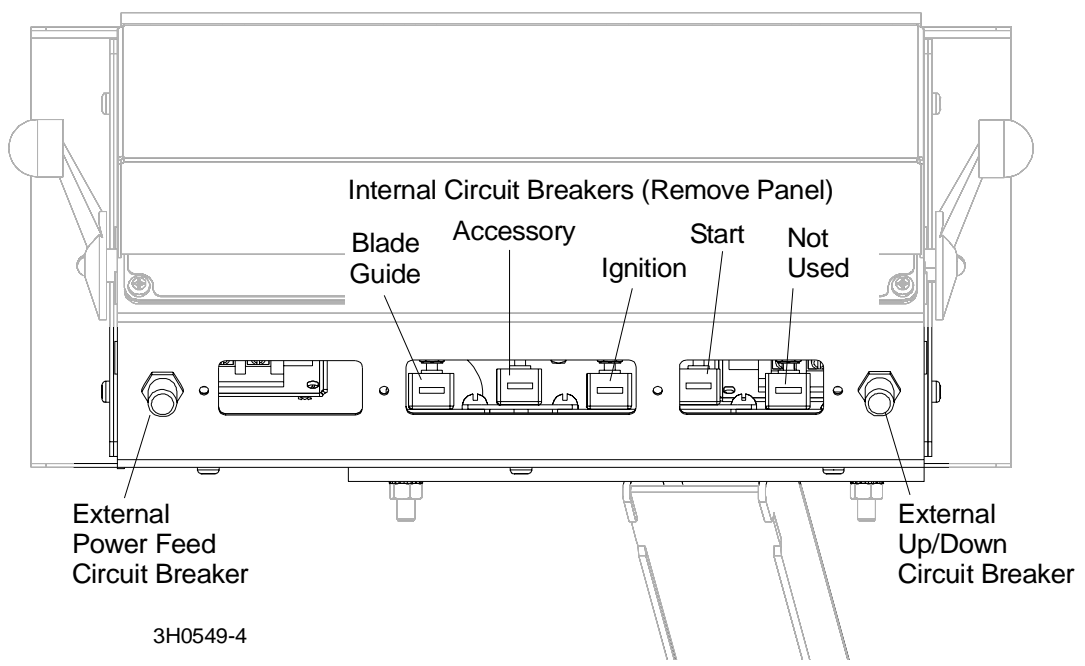 Internal Circuit Breakers (Remove Panel)
Blade
Guide
Accessory
Ignition
Start
Not
Used
External
Power Feed
Circuit Breaker
External
Up/Down
Circuit Breaker
3H0549-4